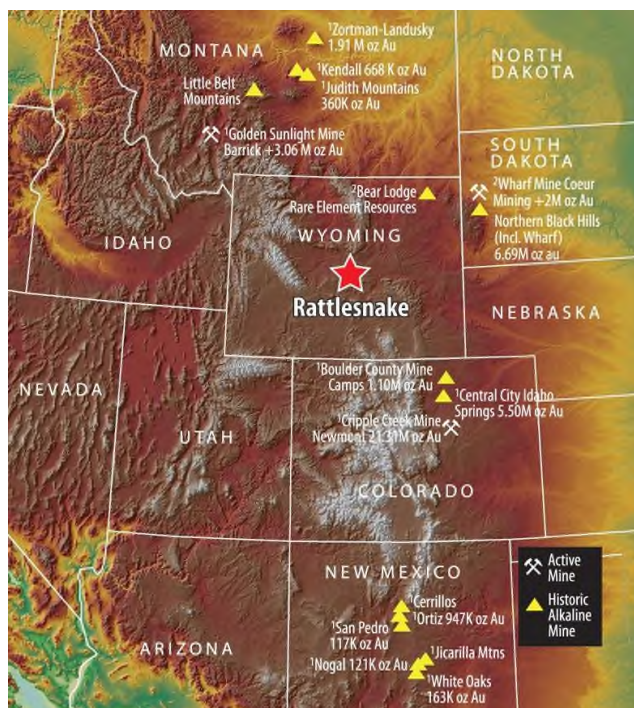 ¹Zortman-Landusky
1.91 M oz Au
MONTANA
NORTH
DAKOTA
¹Kendall 668 K oz Au
Little Belt
Mountains
¹Judith Mountains
360K oz Au
¹Golden Sunlight Mine
Barrick +3.06 M oz Au
SOUTH
DAKOTA
²Wharf Mine Coeur
Mining +2M oz Au
²Bear Lodge
Rare Element Resources
Northern Black Hills
(Incl. Wharf)
6.69M oz au
IDAHO
WYOMING
Rattlesnake
NEBRASKA
¹Boulder County Mine
Camps 1.10M oz Au
NEVADA
¹Central City Idaho
Springs 5.50M oz Au
¹Cripple Creek Mine
Newmont 21.31M oz Au
UTAH
COLORADO
Active
Mine
Historic
Alkaline
Mine
NEW MEXICO
¹Cerrillos
¹Ortiz 947K oz Au
¹San Pedro
117K oz Au
ARIZONA
¹Jicarilla Mtns
¹Nogal 121K oz Au
¹White Oaks
163K oz Au